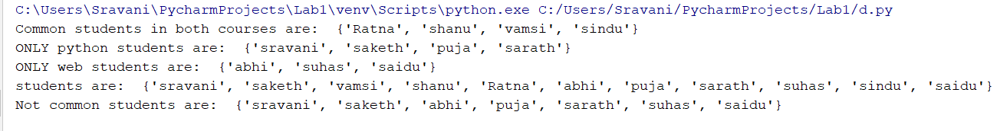 C:\Users\Sravani\PycharmProjects\Lab1\venv\Scripts\python.exe C:/Users/Sravani/PycharmProjects/Lab1/d.py
Common students in both courses are:  {'Ratna', 'shanu', 'vamsi', 'sindu'}
ONLY python students are:  {'sravani', 'saketh', 'puja', 'sarath'}
ONLY web students are:  {'abhi', 'suhas', 'saidu'}
students are:  {'sravani', 'saketh', 'vamsi', 'shanu', 'Ratna', 'abhi', 'puja', 'sarath', 'suhas', 'sindu', 'saidu'}
Not common students are:  {'sravani', 'saketh', 'abhi', 'puja', 'sarath', 'suhas', 'saidu'}